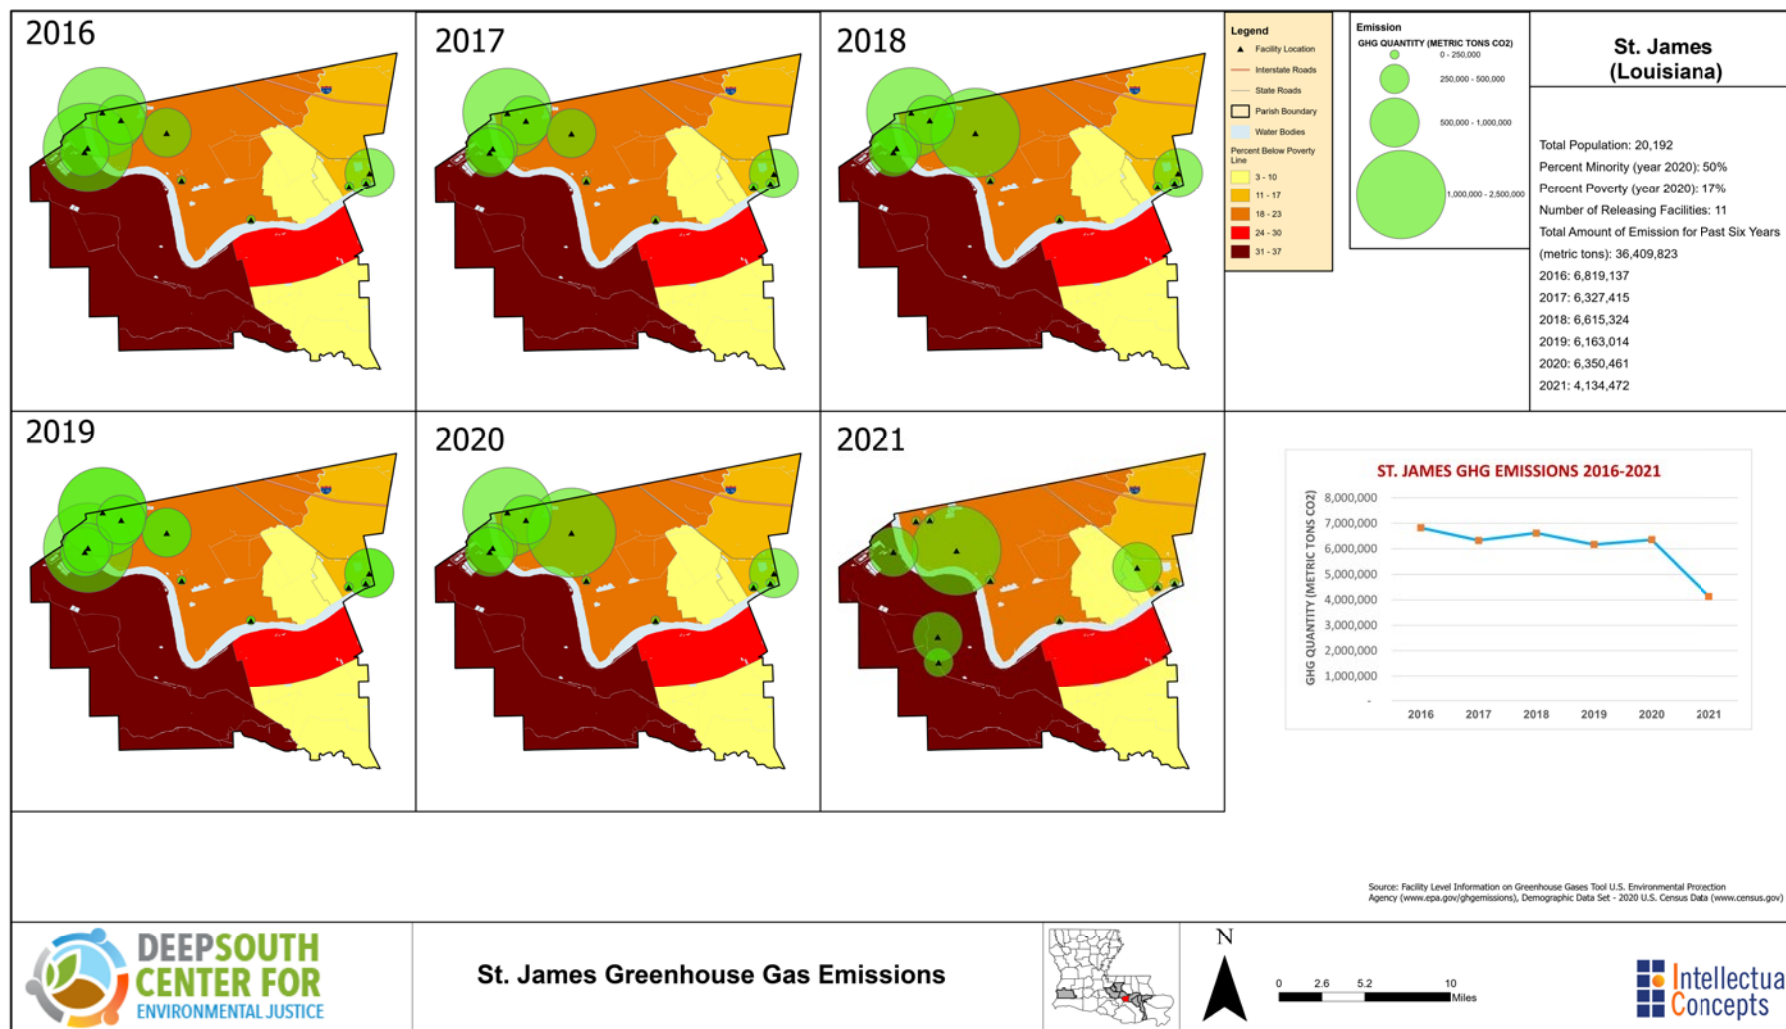 2016
2017
2018
Legend
Facility Location
Interstate Roads
State Roads
Parish Boundary
Water Bodies
Percent Below Poverty
Line
3 - 10
11 - 17
18 - 23
24 - 30
31 - 37
Emission
GHG QUANTITY (METRIC TONS CO2)
0 - 250,000
250,000 - 500,000
500,000 - 1,000,000
1,000,000 - 2,500,000
St. James
(Louisiana)
Total Population: 20,192
Percent Minority (year 2020): 50%
Percent Poverty (year 2020): 17%
Number of Releasing Facilities: 11
Total Amount of Emission for Past Six Years
(metric tons): 36,409,823
2016: 6,819,137
2017: 6,327,415
2018: 6,615,324
2019: 6,163,014
2020: 6,350,461
2021: 4,134,472
2019
2020
2021
ST. JAMES GHG EMISSIONS 2016-2021
GHG QUANTITY (METRIC TONS CO2)
8,000,000
7,000,000
6,000,000
5,000,000
4,000,000
3,000,000
2,000,000
1,000,000
-
2016 2017 2018 2019 2020 2021
Source: Facility Level Information on Greenhouse Gases Tool U.S. Environmental Protection
Agency (www.epa.gov/ghgemissions), Demographic Data Set - 2020 U.S. Census Data (www.census.gov)
DEEPSOUTH
CENTER FOR
ENVIRONMENTAL JUSTICE
St. James Greenhouse Gas Emissions
N
0 2.6 5.2 10
Miles
Intellectua
Concepts